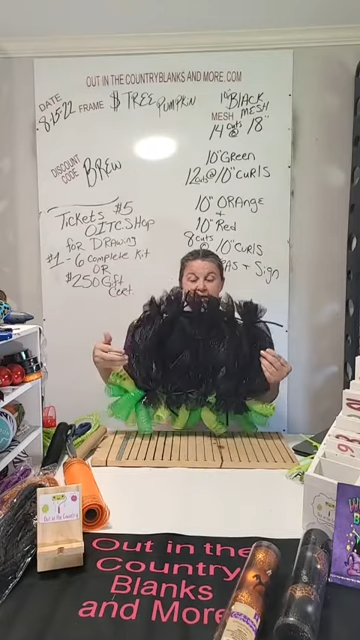 OUT IN THE COUNTRYBLANKS AND MORE.COM
DATE
8-15-22
FRAME $ TREE Pumpkin
DISCOUNT
CODE BREW
Tickets $5
OITC.Shop
for DRAWing
#1 - 6 Complete Kit
OR
$250 Gift
Cert.
10" BLACK
MESH MESH
14 Cuts @ 18"
10" Green
12 Cuts @ 10" CURLS
10" ORAnge
+
10" Red
8 Cuts
@ 10" CURLS
+ Sign
Out in the Country
Out in the
Country
Blanks
and More